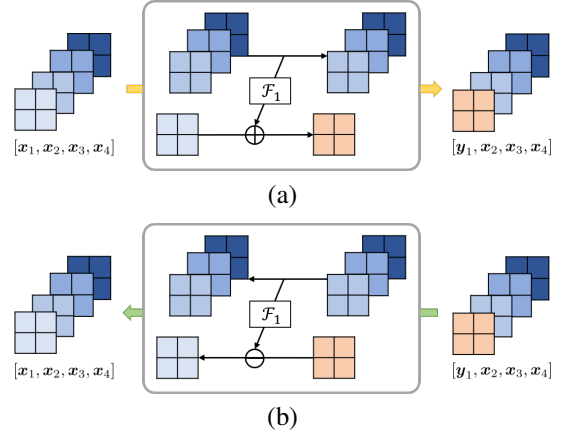 𝓕₁
[𝒙₁, 𝒙₂, 𝒙₃, 𝒙₄]
[𝒚₁, 𝒙₂, 𝒙₃, 𝒙₄]
(a)
𝓕₁
[𝒙₁, 𝒙₂, 𝒙₃, 𝒙₄]
[𝒚₁, 𝒙₂, 𝒙₃, 𝒙₄]
(b)